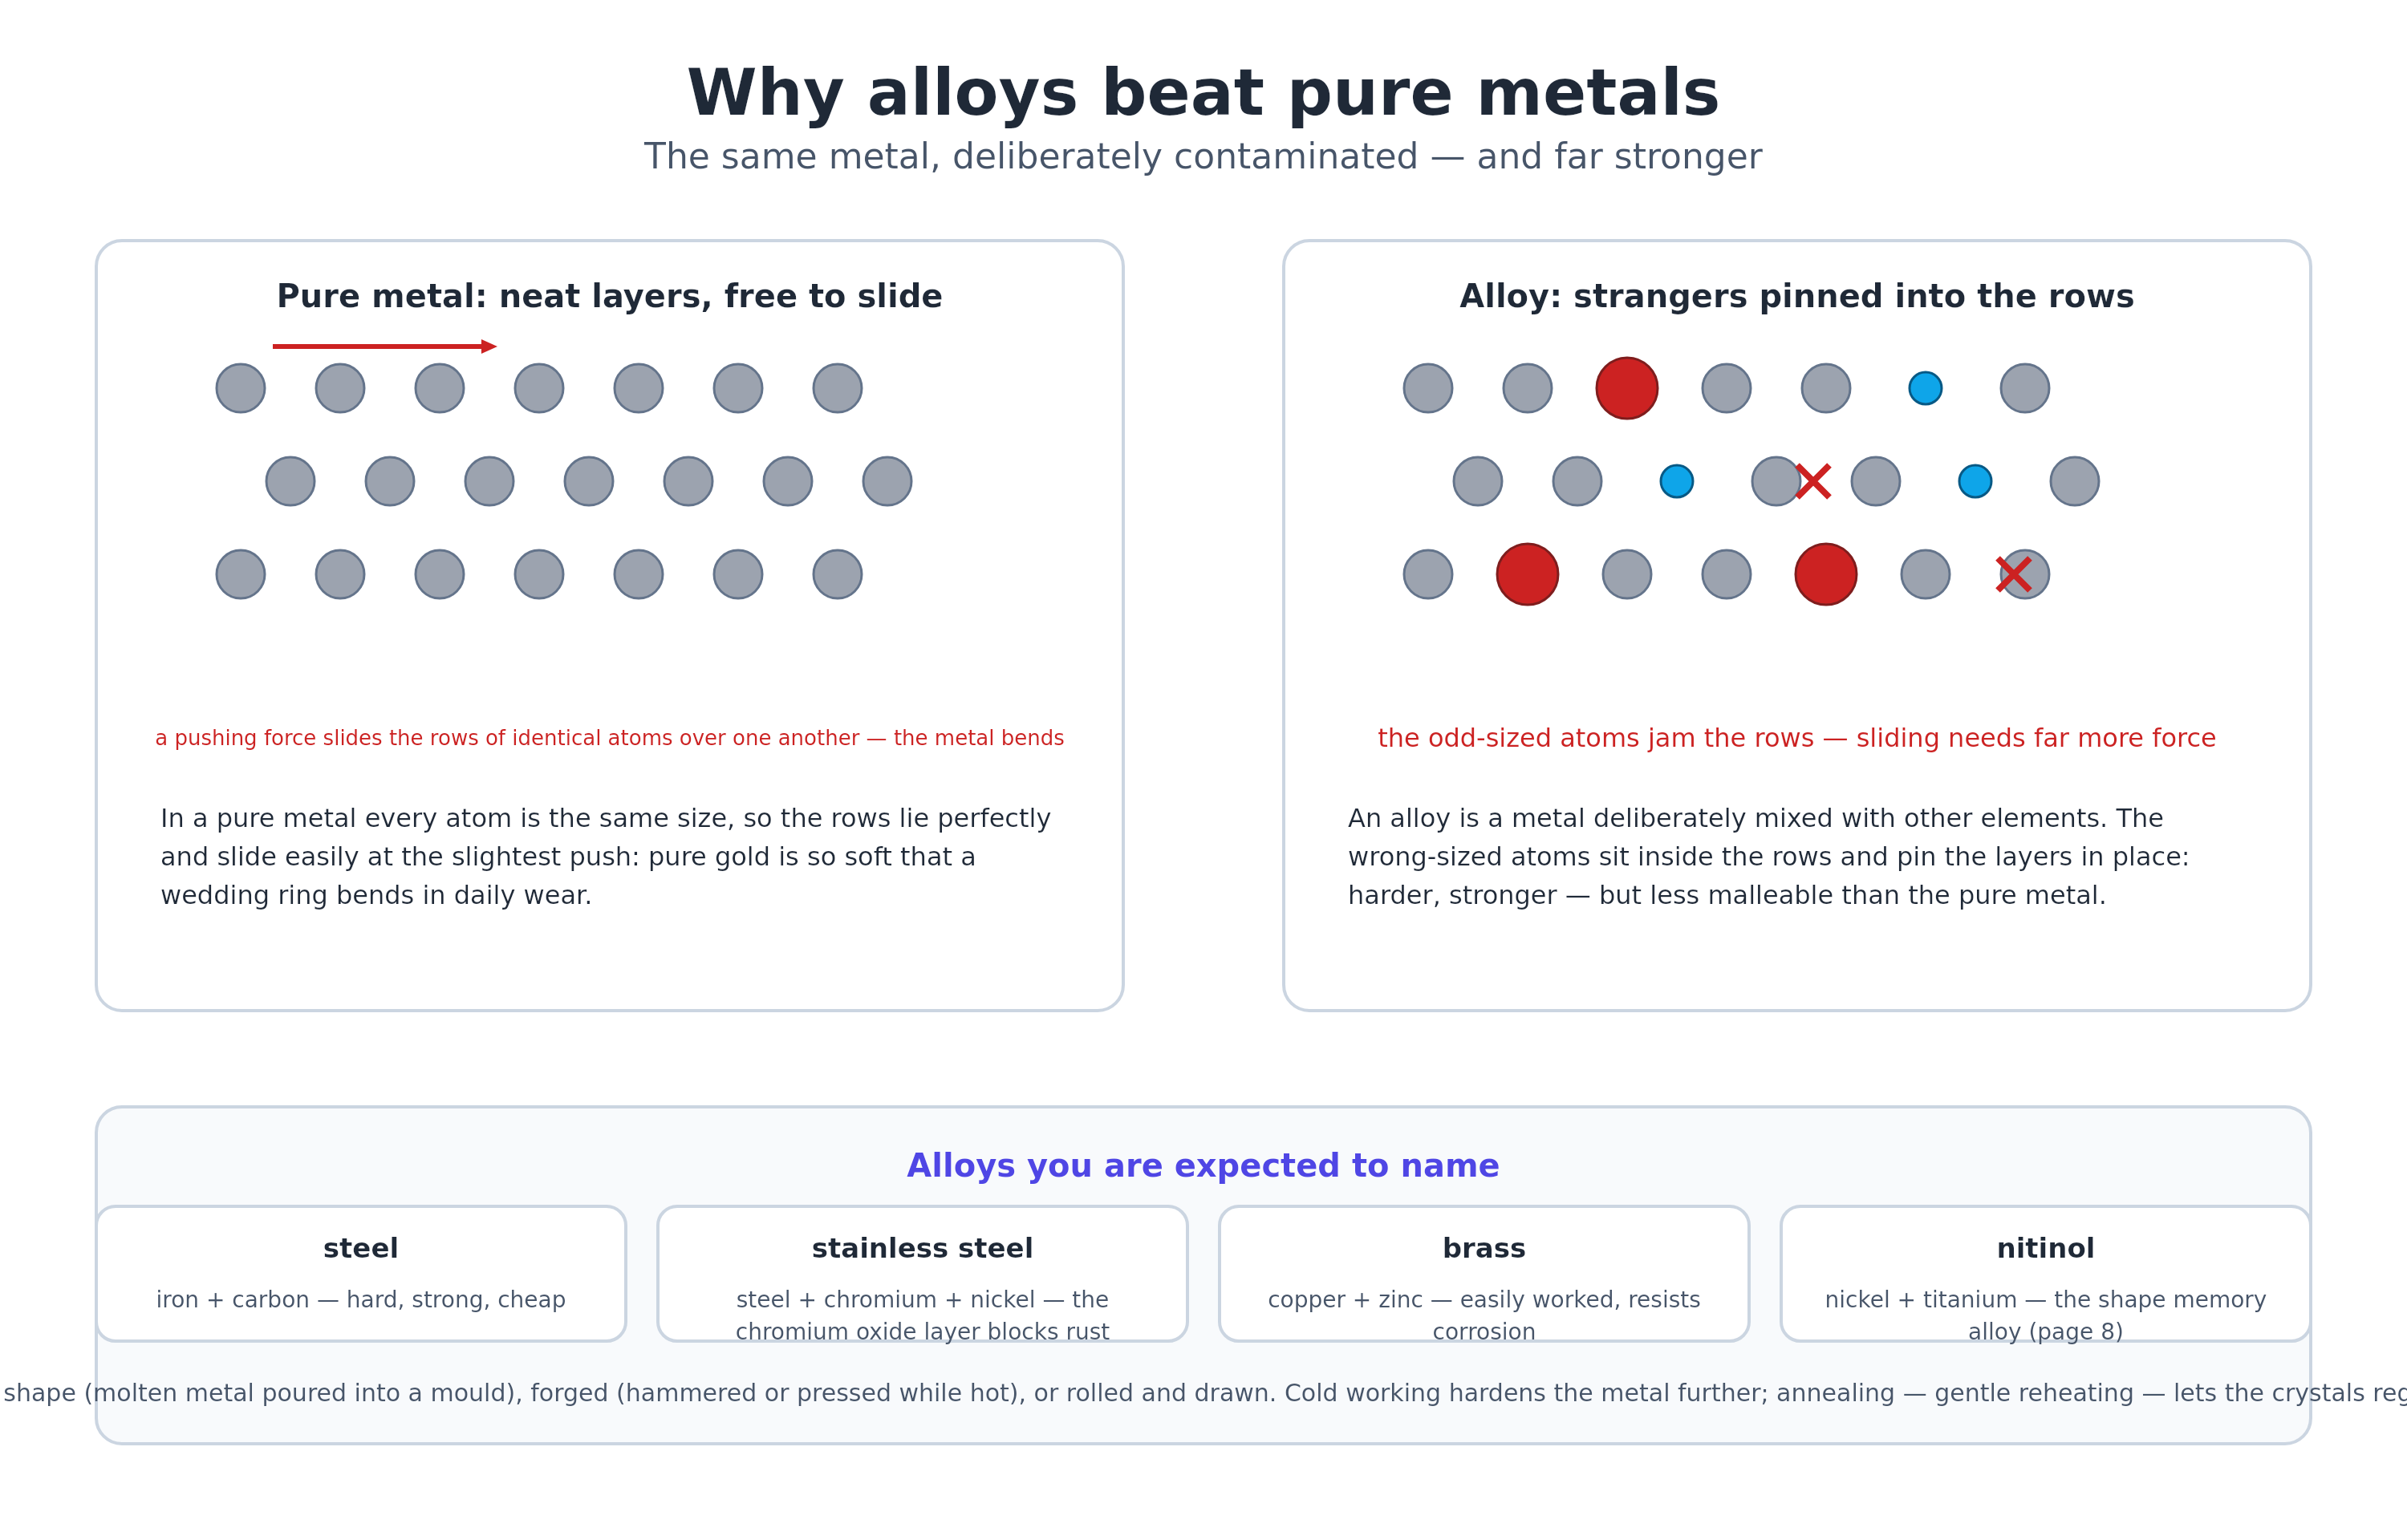 Why alloys beat pure metals
The same metal, deliberately contaminated — and far stronger
Pure metal: neat layers, free to slide
a pushing force slides the rows of identical atoms over one another — the metal bends
In a pure metal every atom is the same size, so the rows lie perfectly
and slide easily at the slightest push: pure gold is so soft that a
wedding ring bends in daily wear.
Alloy: strangers pinned into the rows
the odd-sized atoms jam the rows — sliding needs far more force
An alloy is a metal deliberately mixed with other elements. The
wrong-sized atoms sit inside the rows and pin the layers in place:
harder, stronger — but less malleable than the pure metal.
Alloys you are expected to name
steel
iron + carbon — hard, strong, cheap
stainless steel
steel + chromium + nickel — the
chromium oxide layer blocks rust
brass
copper + zinc — easily worked, resists
corrosion
nitinol
nickel + titanium — the shape memory
alloy (page 8)
shape (molten metal poured into a mould), forged (hammered or pressed while hot), or rolled and drawn. Cold working hardens the metal further; annealing — gentle reheating — lets the crystals